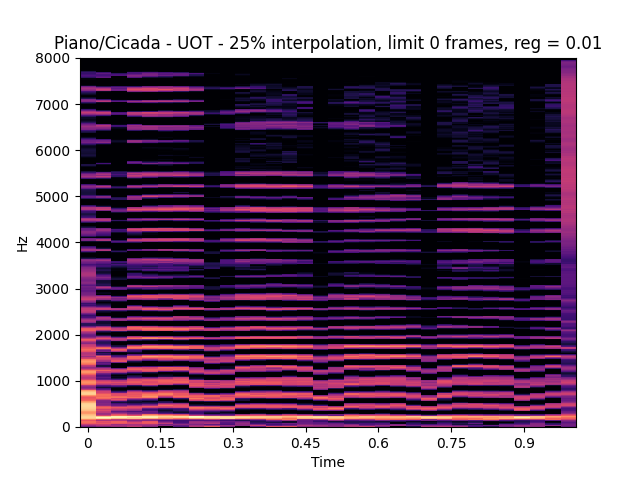 Piano/Cicada - UOT - 25% interpolation, limit 0 frames, reg = 0.01
8000
7000
6000
5000
4000
3000
2000
1000
0
Hz
0 0.15 0.3 0.45 0.6 0.75 0.9
Time